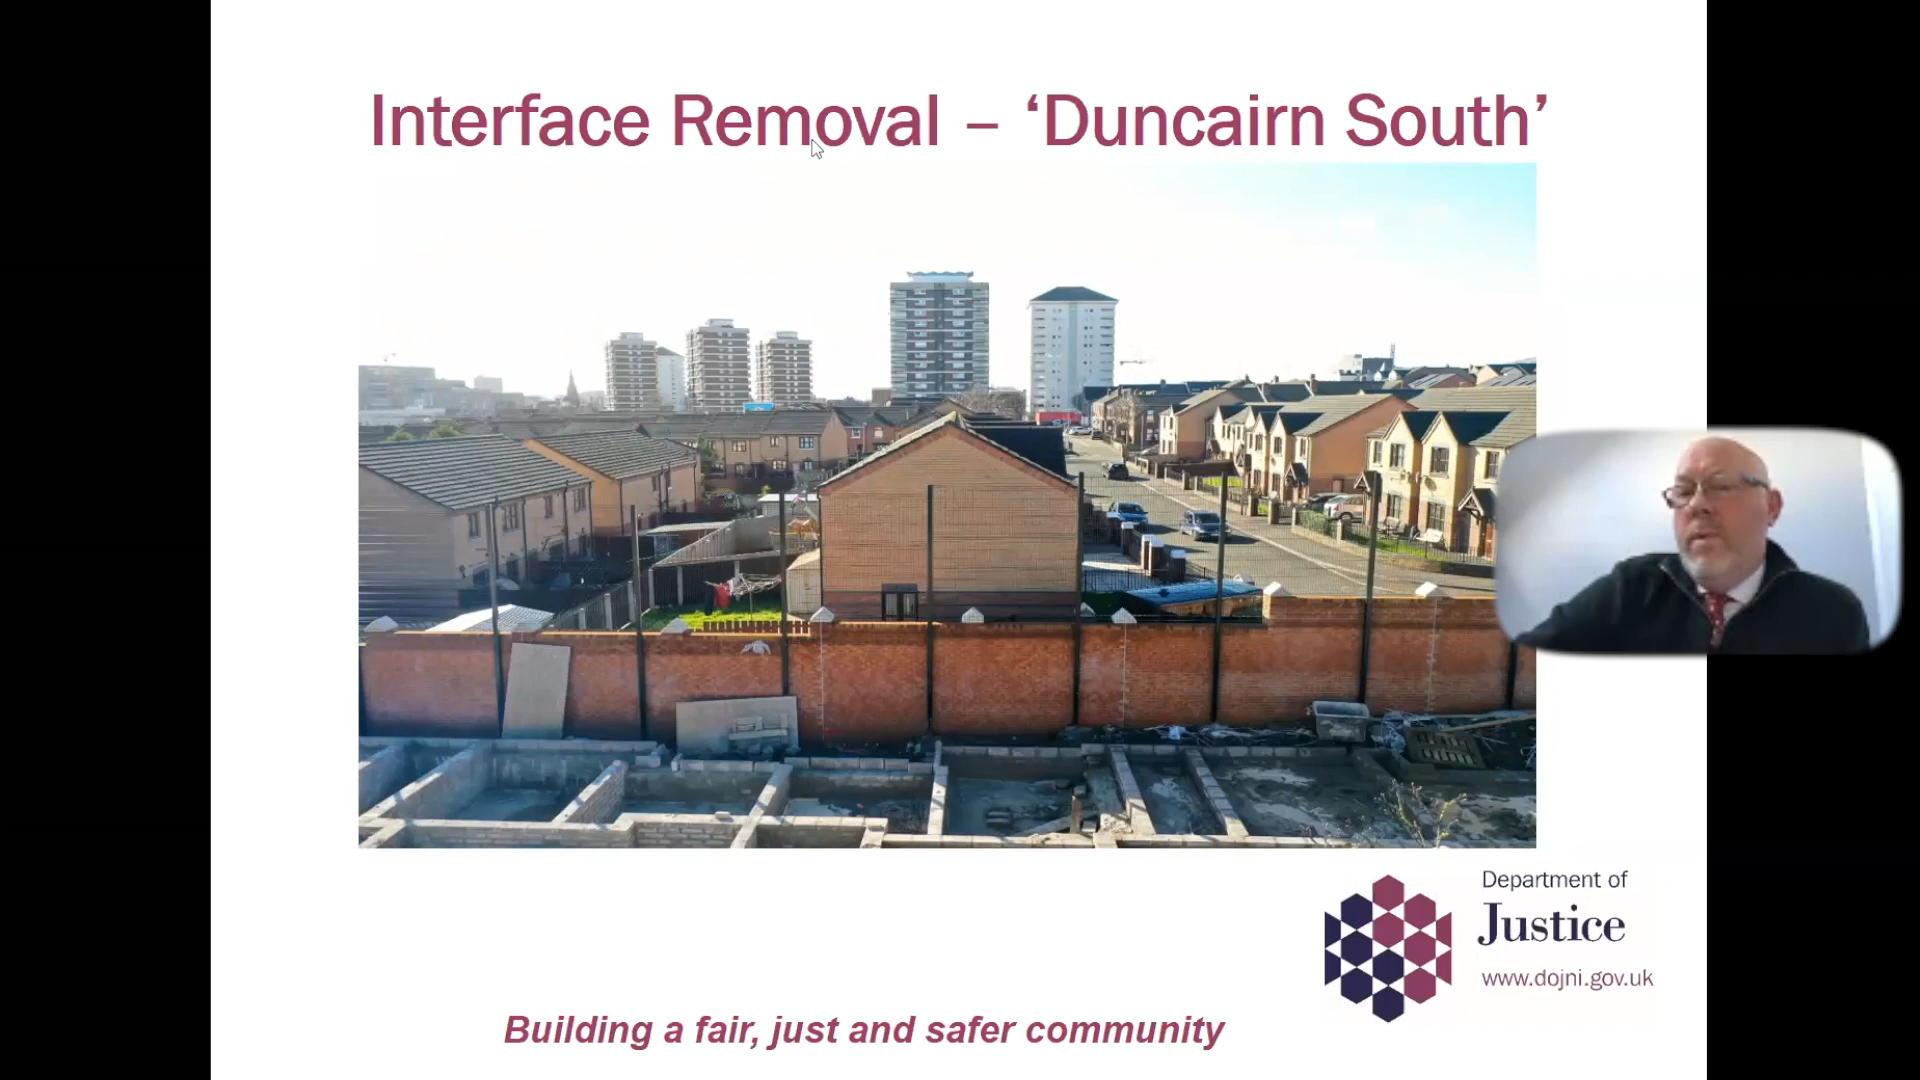 Interface Removal – ‘Duncairn South’
Department of
Justice
www.dojni.gov.uk
Building a fair, just and safer community